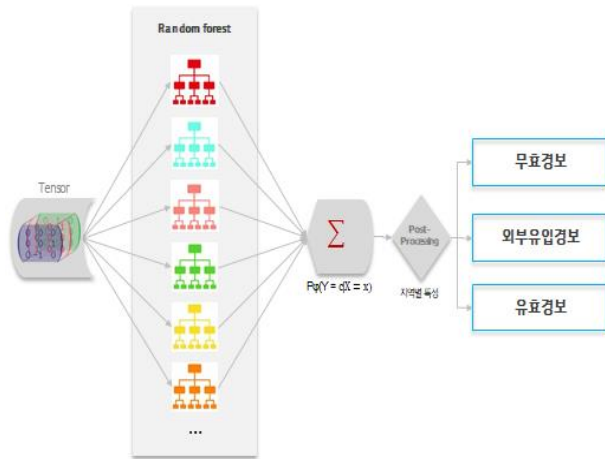 Random forest
Tensor
...
∑
Post-
Processing
지역별 특성
무효경보
외부유입경보
유효경보